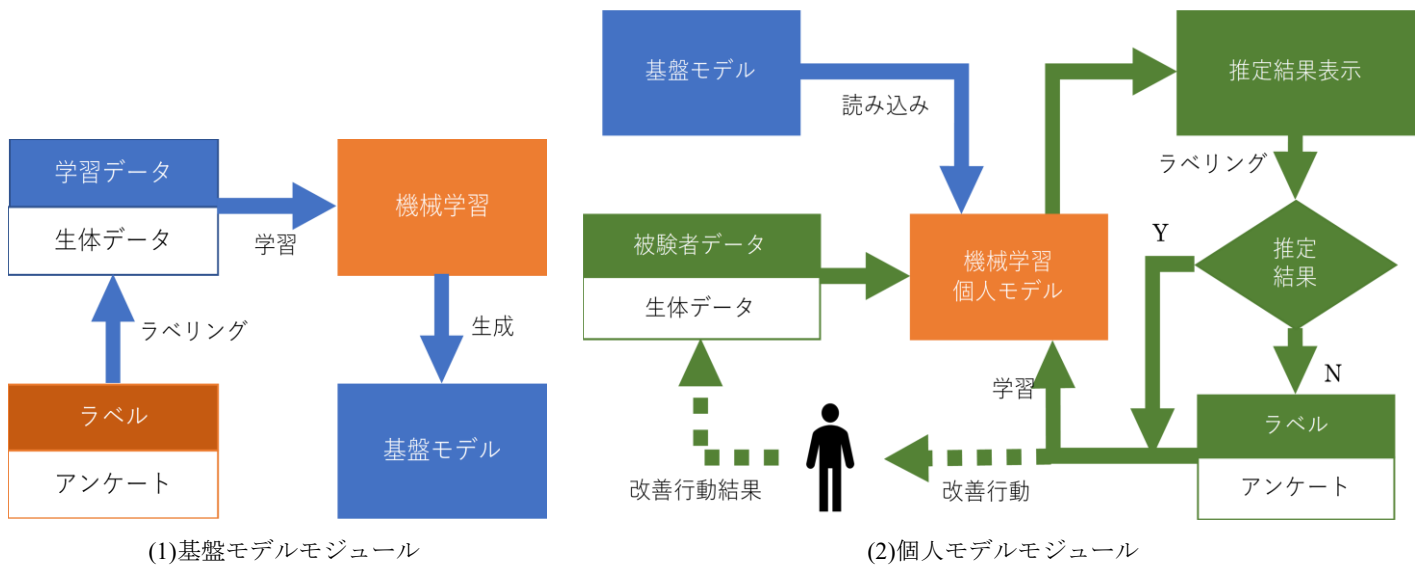 学習データ
生体データ
学習
機械学習
ラベリング
生成
ラベル
アンケート
基盤モデル
(1)基盤モデルモジュール
基盤モデル
読み込み
推定結果表示
ラベリング
被験者データ
生体データ
機械学習
個人モデル
Y
推定
結果
N
学習
ラベル
アンケート
改善行動結果
改善行動
(2)個人モデルモジュール